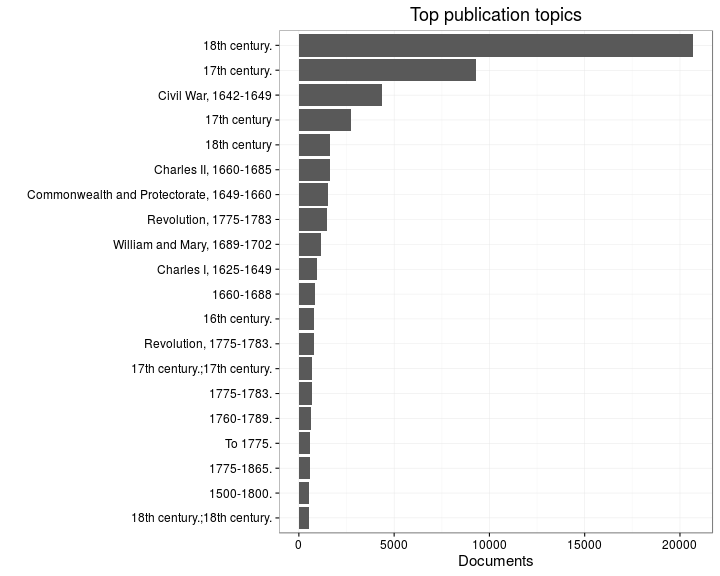 Top publication topics
18th century.
17th century.
Civil War, 1642-1649
17th century
18th century
Charles II, 1660-1685
Commonwealth and Protectorate, 1649-1660
Revolution, 1775-1783
William and Mary, 1689-1702
Charles I, 1625-1649
1660-1688
16th century.
Revolution, 1775-1783.
17th century.;17th century.
1775-1783.
1760-1789.
To 1775.
1775-1865.
1500-1800.
18th century.;18th century.
0 5000 10000 15000 20000
Documents